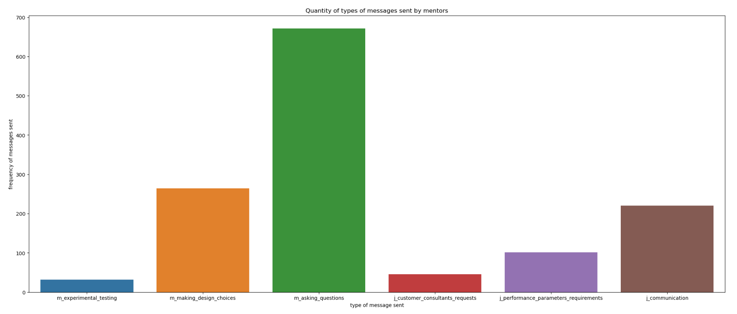 Quantity of types of messages sent by mentors
700
600
500
400
300
200
100
0
frequency of messages sent
m_experimental_testing
m_making_design_choices
m_asking_questions
j_customer_consultants_requests
j_performance_parameters_requirements
j_communication
type of message sent